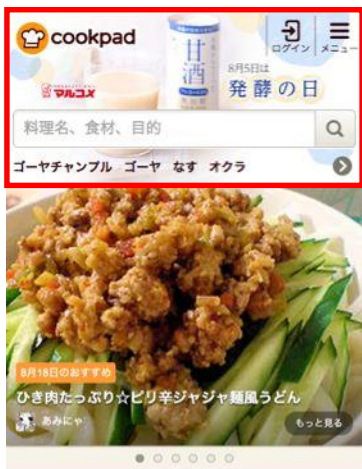 cookpad
ログイン
メニュー
甘酒
8月5日は
発酵の日
マルコメ
料理名、食材、目的
ゴーヤチャンプル ゴーヤ なす オクラ
8月18日のおすすめ
ひき肉たっぷり☆ピリ辛ジャジャ麺風うどん
あみにゃ
もっと見る